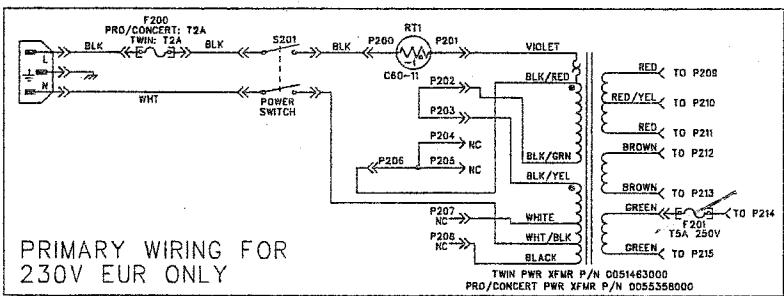 F200
PRO/CONCERT: T2A
TWIN: T2A
BLK
BLK
S201
BLK
P200
RT1
P201
C60-11
VIOLET
L
N
WHT
POWER
SWITCH
BLK/RED
P202
P203
P204
NC
P206
P205
NC
BLK/GRN
BLK/YEL
P207
NC
WHITE
P208
NC
WHT/BLK
BLACK
RED
TO P209
RED/YEL
TO P210
RED
TO P211
BROWN
TO P212
BROWN
TO P213
GREEN
TO P214
F201
T5A 250V
GREEN
TO P215
PRIMARY WIRING FOR
230V EUR ONLY
TWIN PWR XFMR P/N 0051463000
PRO/CONCERT PWR XFMR P/N 0055358000